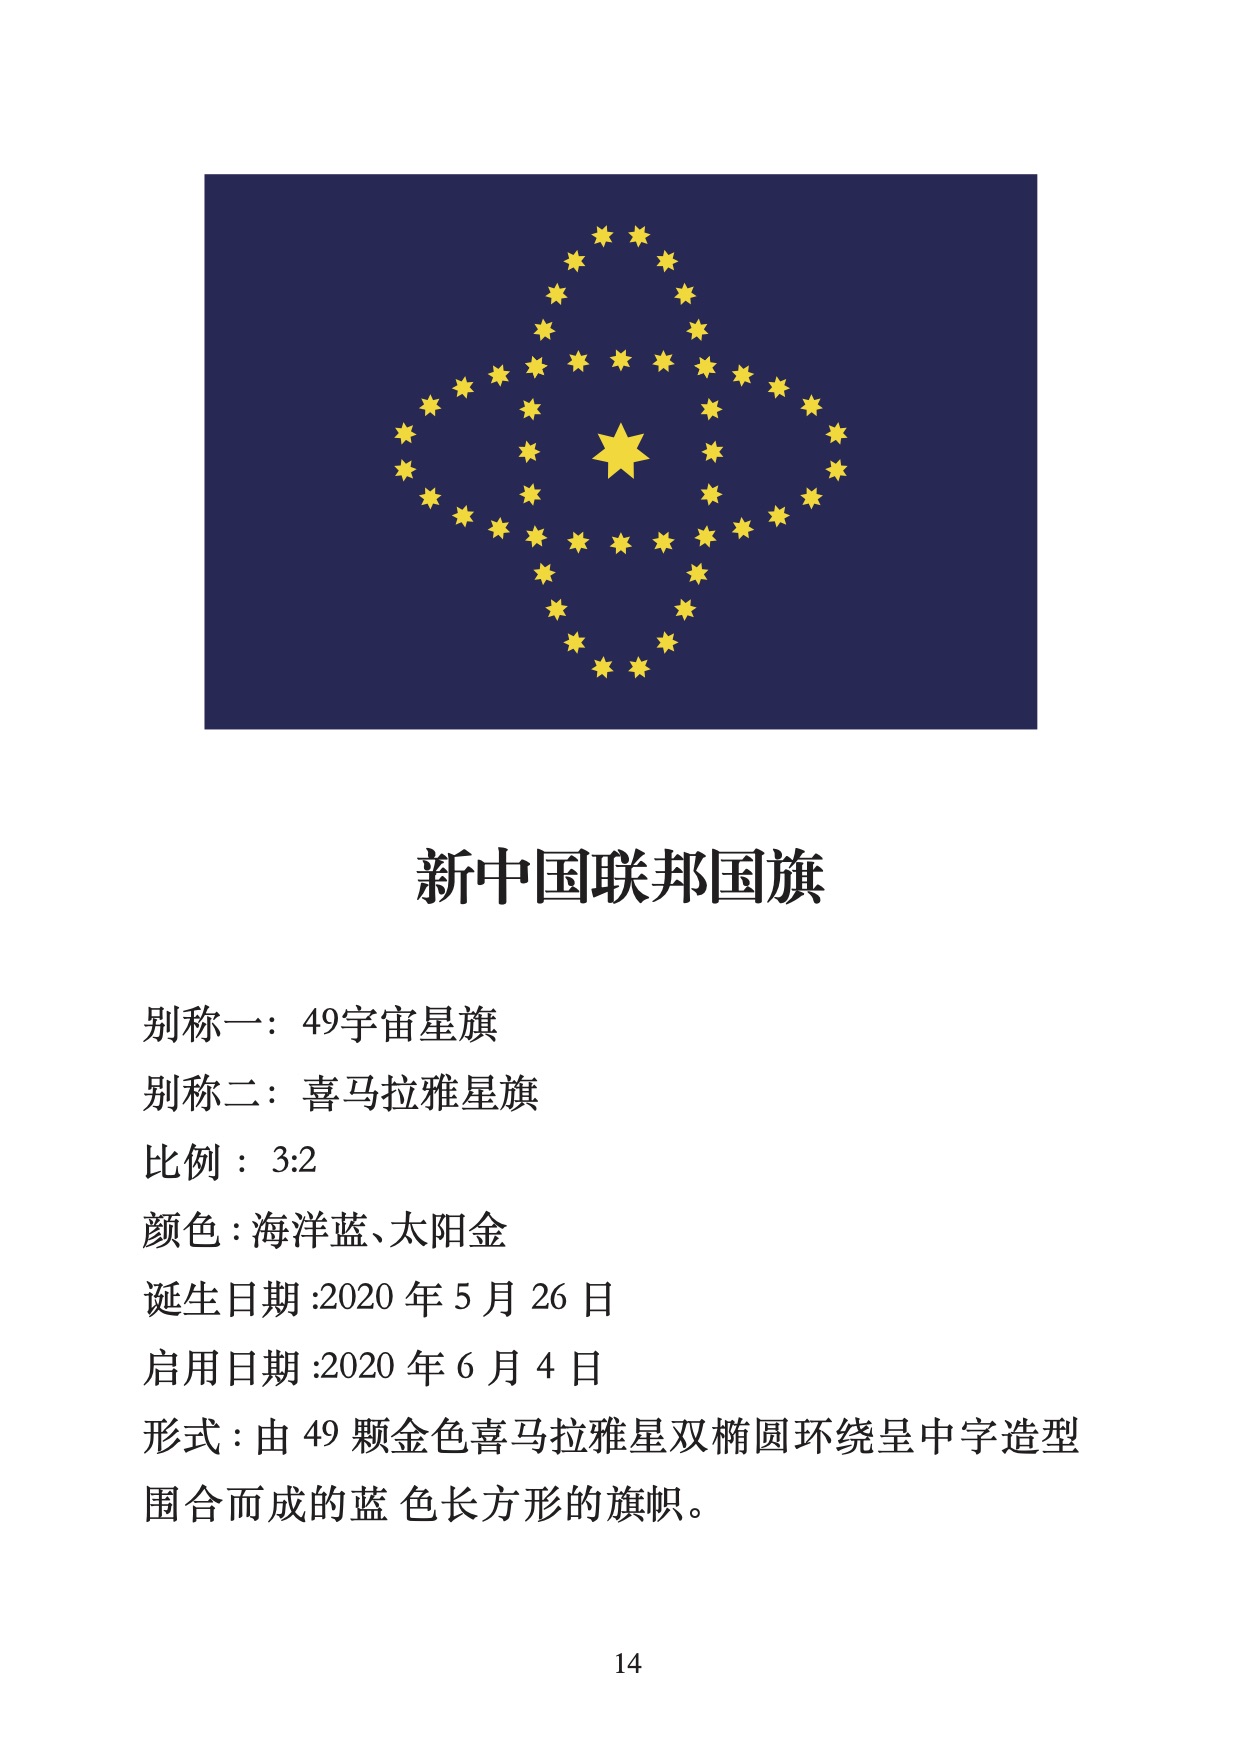 新中国联邦国旗
别称一：49宇宙星旗
别称二：喜马拉雅星旗
比例： 3:2
颜色：海洋蓝、太阳金
诞生日期:2020 年 5 月 26 日
启用日期:2020 年 6 月 4 日
形式：由 49 颗金色喜马拉雅星双椭圆环绕呈中字造型
围合而成的蓝 色长方形的旗帜。
14